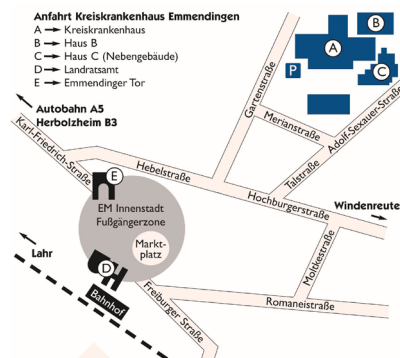 Anfahrt Kreiskrankenhaus Emmendingen
A → Kreiskrankenhaus
B → Haus B
C → Haus C (Nebengebäude)
D → Landratsamt
E → Emmendinger Tor
B
A
C
P
Autobahn A5
Herbolzheim B3
Gartenstraße
Merianstraße
Adolf-Sexauer-Straße
Karl-Friedrich-Straße
Hebelstraße
Talstraße
E
Hochburgerstraße
Windenreute
EM Innenstadt
Fußgängerzone
Markt-
platz
Moltkestraße
Lahr
D
Bahnhof
Freiburger Straße
Romaneistraße